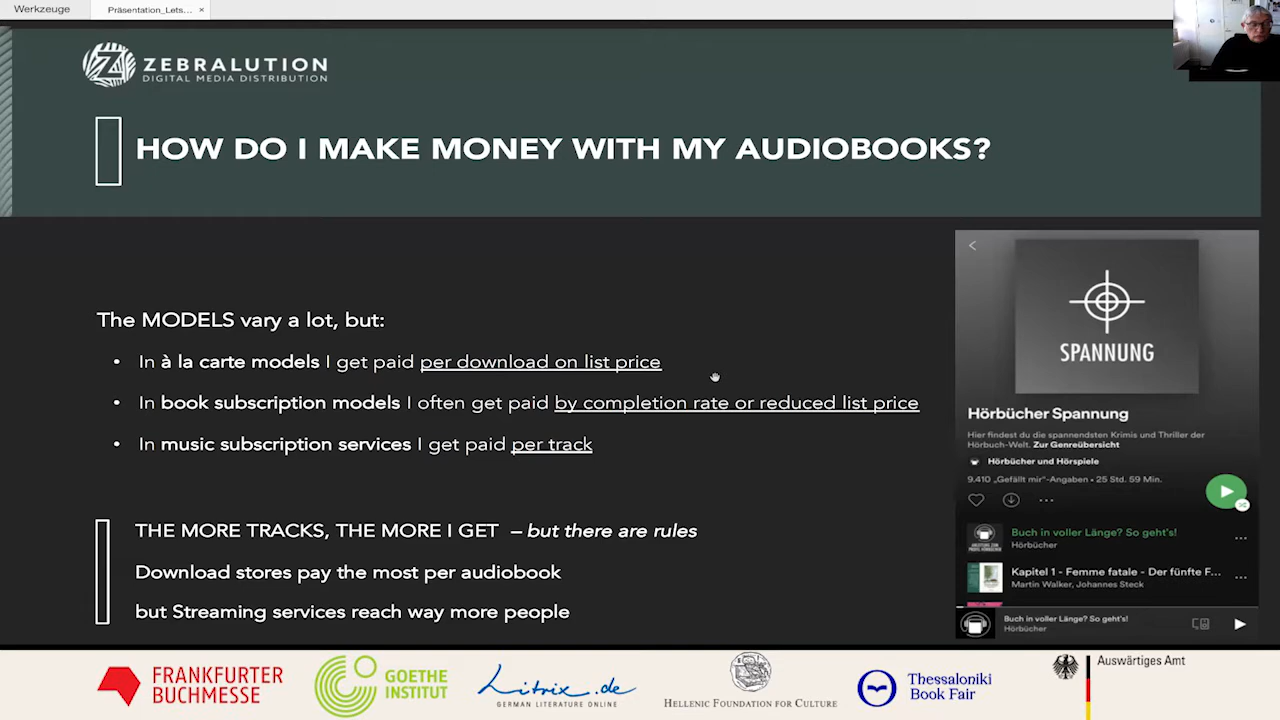 Werkzeuge
Präsentation_Lets...
ZEBRALUTION
DIGITAL MEDIA DISTRIBUTION
HOW DO I MAKE MONEY WITH MY AUDIOBOOKS?
The MODELS vary a lot, but:
• In à la carte models I get paid per download on list price
• In book subscription models I often get paid by completion rate or reduced list price
• In music subscription services I get paid per track
THE MORE TRACKS, THE MORE I GET – but there are rules
Download stores pay the most per audiobook
but Streaming services reach way more people
SPANNUNG
Hörbücher Spannung
Hier findest du die spannendsten Krimis und Thriller der
Hörbuch-Welt. Zur Genreübersicht
Hörbücher und Hörspiele
9.410 „Gefällt mir“-Angaben • 25 Std. 59 Min.
Buch in voller Länge? So geht's!
Hörbücher
Kapitel 1 - Femme fatale - Der fünfte F...
Martin Walker, Johannes Steck
Buch in voller Länge? So geht's!
Hörbücher
FRANKFURTER
BUCHMESSE
GOETHE
INSTITUT
Litrix.de
GERMAN LITERATURE ONLINE
HELLENIC FOUNDATION FOR CULTURE
Thessaloniki
Book Fair
Auswärtiges Amt